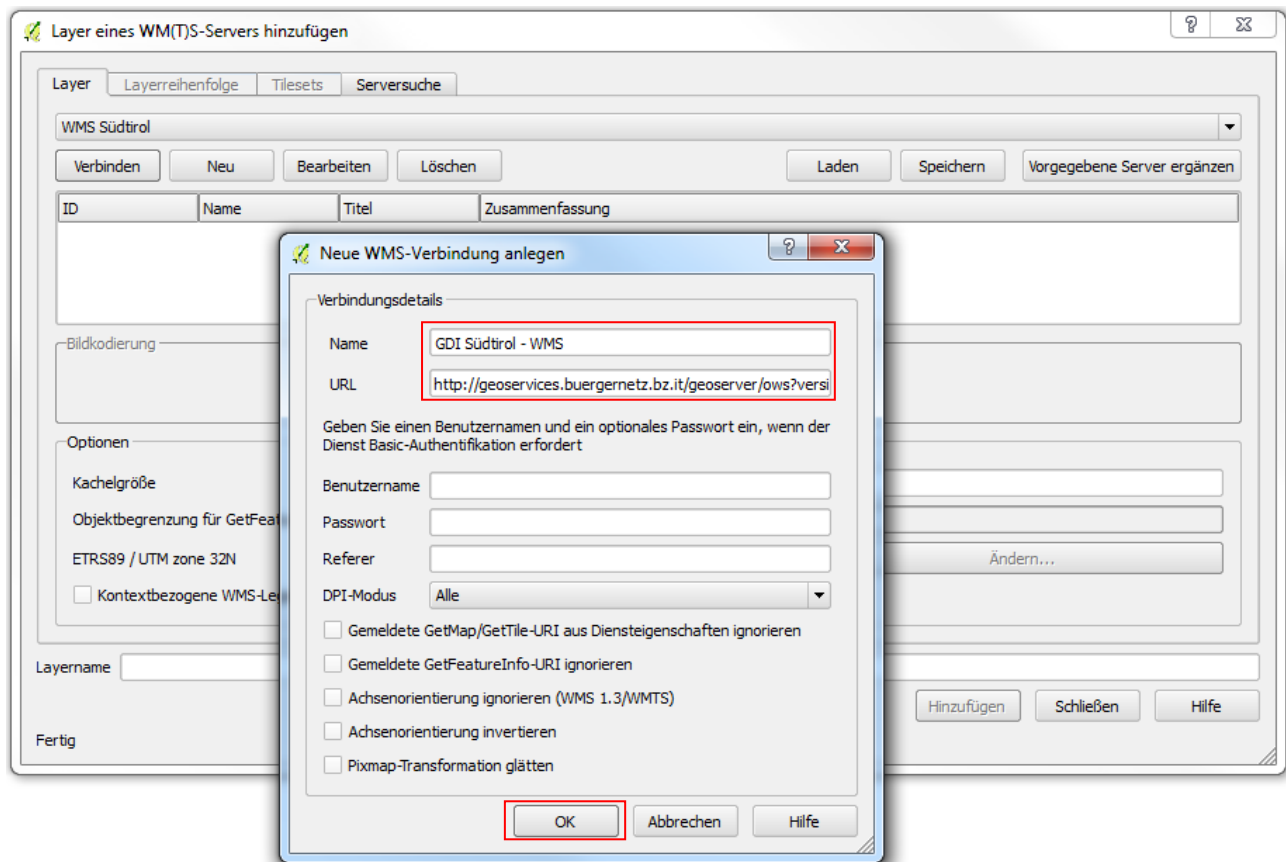 Layer eines WM(T)S-Servers hinzufügen
Layer Layerreihenfolge Tilesets Serversuche
WMS Südtirol
Verbinden Neu Bearbeiten Löschen Laden Speichern Vorgegebene Server ergänzen
ID Name Titel Zusammenfassung
Bildkodierung
Optionen
Kachelgröße
Objektbegrenzung für GetFeat
ETRS89 / UTM zone 32N
Ändern...
Kontextbezogene WMS-Le
Layername
Hinzufügen Schließen Hilfe
Fertig
Neue WMS-Verbindung anlegen
Verbindungsdetails
Name GDI Südtirol - WMS
URL http://geoservices.buergernetz.bz.it/geoserver/ows?versi
Geben Sie einen Benutzernamen und ein optionales Passwort ein, wenn der
Dienst Basic-Authentifikation erfordert
Benutzername
Passwort
Referer
DPI-Modus Alle
Gemeldete GetMap/GetTile-URI aus Diensteigenschaften ignorieren
Gemeldete GetFeatureInfo-URI ignorieren
Achsenorientierung ignorieren (WMS 1.3/WMTS)
Achsenorientierung invertieren
Pixmap-Transformation glätten
OK Abbrechen Hilfe